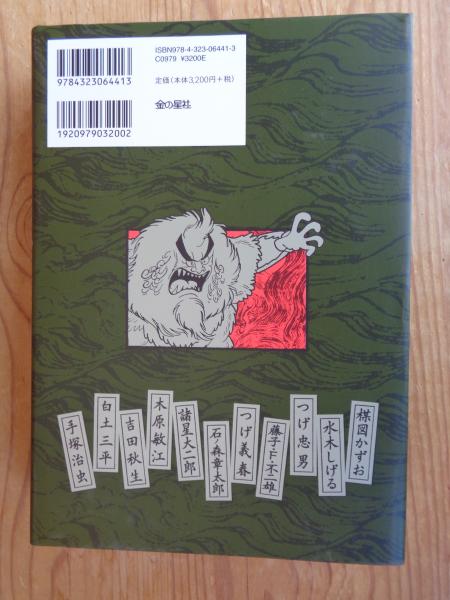 ISBN978-4-323-06441-3
C0979 ¥3200E
9784323064413
定価(本体3,200円+税)
1920979032002
金の星社
楳図かずお
水木しげる
つげ忠男
藤子・F・不二雄
つげ義春
石ノ森章太郎
諸星大二郎
木原敏江
吉田秋生
白土三平
手塚治虫